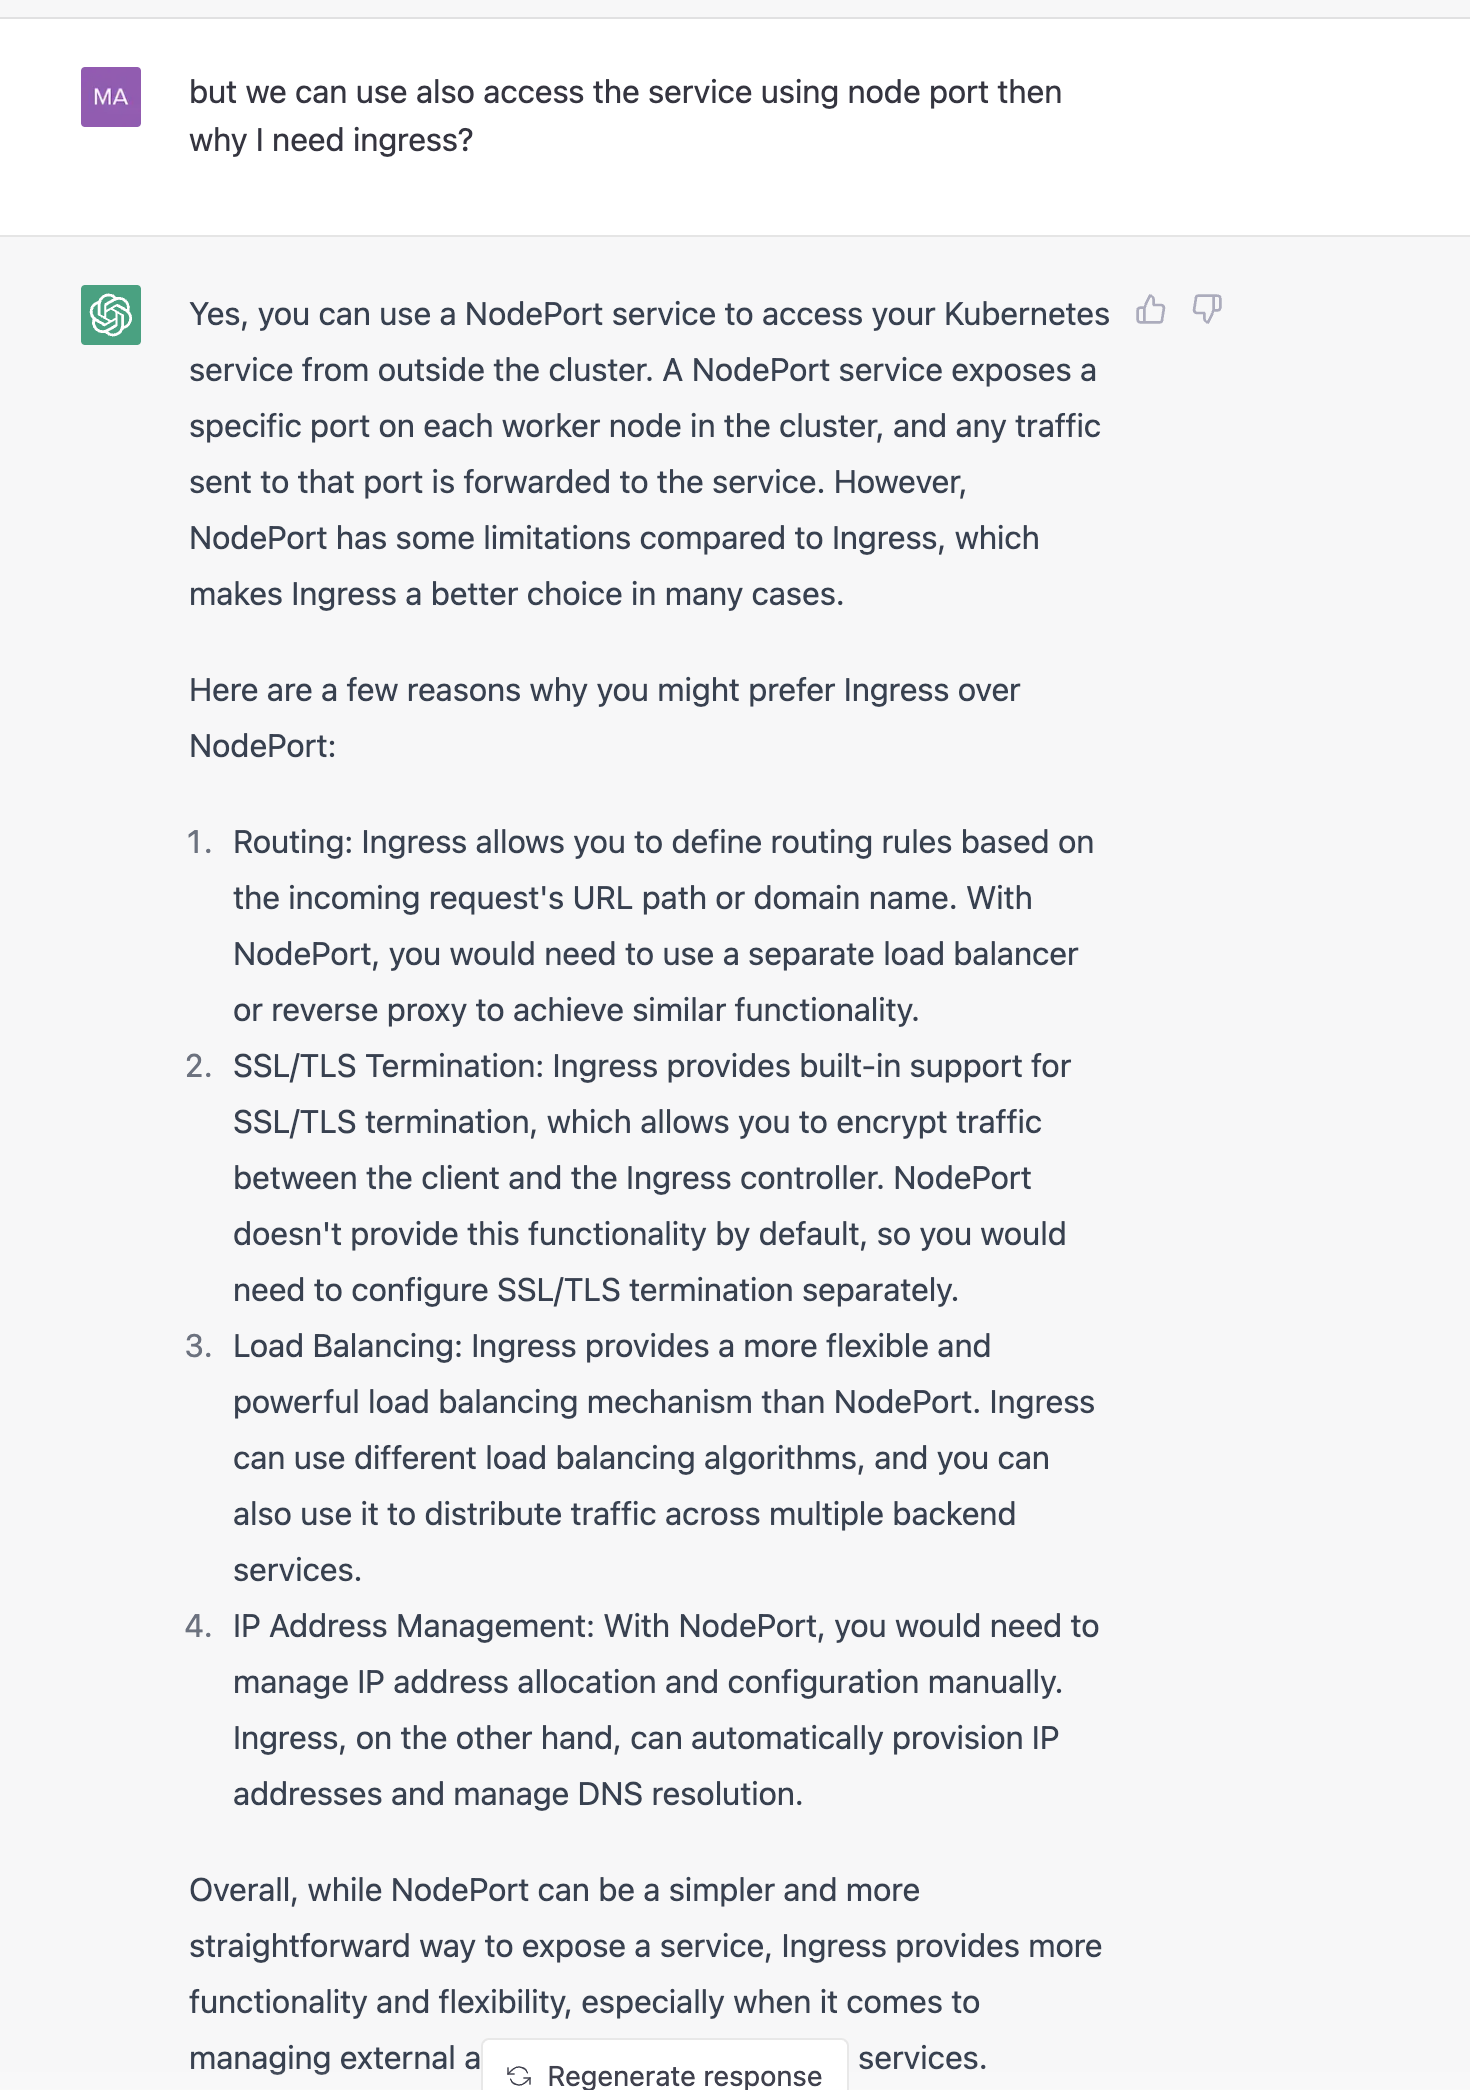 MA
but we can use also access the service using node port then
why I need ingress?
Yes, you can use a NodePort service to access your Kubernetes
service from outside the cluster. A NodePort service exposes a
specific port on each worker node in the cluster, and any traffic
sent to that port is forwarded to the service. However,
NodePort has some limitations compared to Ingress, which
makes Ingress a better choice in many cases.
Here are a few reasons why you might prefer Ingress over
NodePort:
1. Routing: Ingress allows you to define routing rules based on
the incoming request's URL path or domain name. With
NodePort, you would need to use a separate load balancer
or reverse proxy to achieve similar functionality.
2. SSL/TLS Termination: Ingress provides built-in support for
SSL/TLS termination, which allows you to encrypt traffic
between the client and the Ingress controller. NodePort
doesn't provide this functionality by default, so you would
need to configure SSL/TLS termination separately.
3. Load Balancing: Ingress provides a more flexible and
powerful load balancing mechanism than NodePort. Ingress
can use different load balancing algorithms, and you can
also use it to distribute traffic across multiple backend
services.
4. IP Address Management: With NodePort, you would need to
manage IP address allocation and configuration manually.
Ingress, on the other hand, can automatically provision IP
addresses and manage DNS resolution.
Overall, while NodePort can be a simpler and more
straightforward way to expose a service, Ingress provides more
functionality and flexibility, especially when it comes to
managing external a services.
Regenerate response